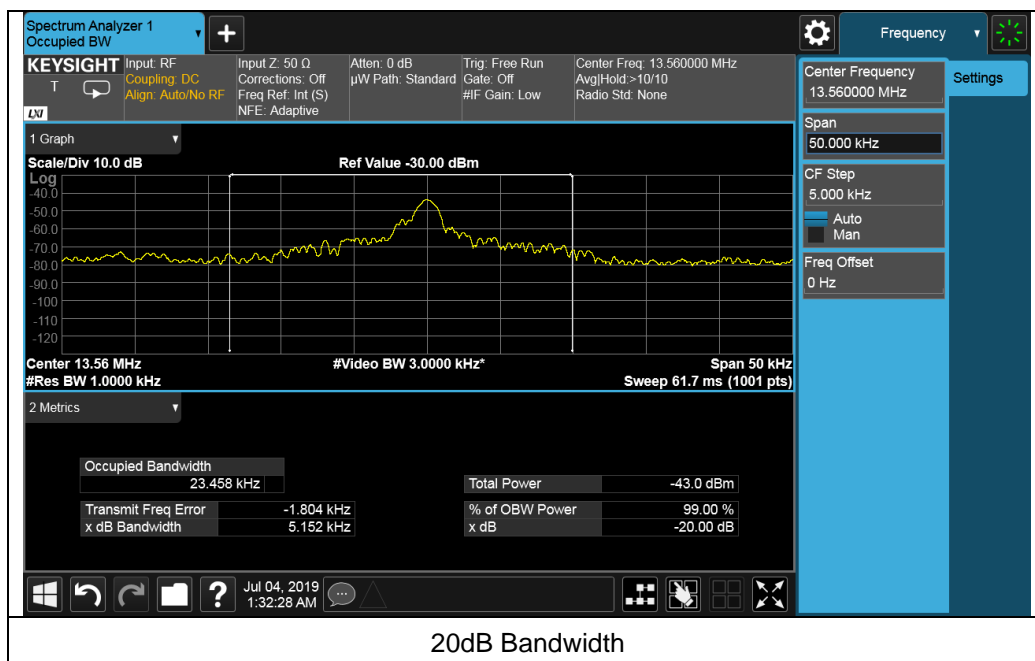 Spectrum Analyzer 1
Occupied BW
+
Frequency
KEYSIGHT
T
LXI
Input: RF
Coupling: DC
Align: Auto/No RF
Input Z: 50 Ω
Corrections: Off
Freq Ref: Int (S)
NFE: Adaptive
Atten: 0 dB
µW Path: Standard
Trig: Free Run
Gate: Off
#IF Gain: Low
Center Freq: 13.560000 MHz
Avg|Hold:>10/10
Radio Std: None
Center Frequency
13.560000 MHz
Settings
Span
50.000 kHz
CF Step
5.000 kHz
Auto
Man
Freq Offset
0 Hz
1 Graph
Scale/Div 10.0 dB
Ref Value -30.00 dBm
Log
-40.0
-50.0
-60.0
-70.0
-80.0
-90.0
-100
-110
-120
Center 13.56 MHz
#Video BW 3.0000 kHz*
Span 50 kHz
#Res BW 1.0000 kHz
Sweep 61.7 ms (1001 pts)
2 Metrics
Occupied Bandwidth
23.458 kHz
Total Power -43.0 dBm
Transmit Freq Error -1.804 kHz
% of OBW Power 99.00 %
x dB Bandwidth 5.152 kHz
x dB -20.00 dB
?
Jul 04, 2019
1:32:28 AM
20dB Bandwidth